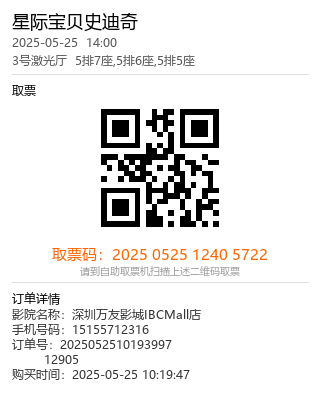 星际宝贝史迪奇
2025-05-25 14:00
3号激光厅 5排7座,5排6座,5排5座
取票
取票码：2025 0525 1240 5722
请到自助取票机扫描上述二维码取票
订单详情
影院名称：深圳万友影城IBCMall店
手机号码：15155712316
订单号：2025052510193997
12905
购买时间：2025-05-25 10:19:47